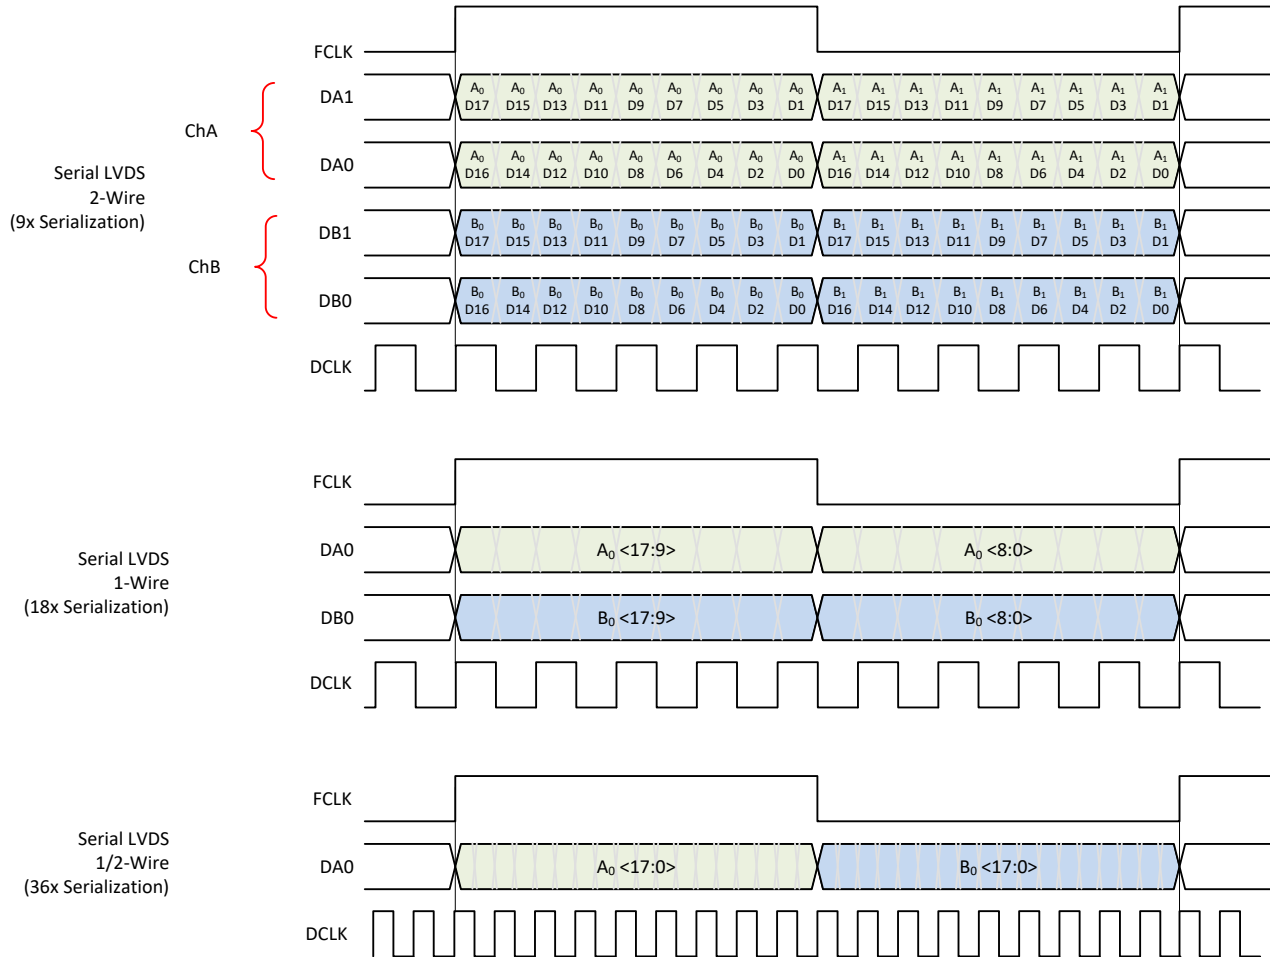 FCLK
DA1
A₀ A₀ A₀ A₀ A₀ A₀ A₀ A₀ A₀ A₁ A₁ A₁ A₁ A₁ A₁ A₁ A₁ A₁
D17 D15 D13 D11 D9 D7 D5 D3 D1 D17 D15 D13 D11 D9 D7 D5 D3 D1
ChA
DA0
A₀ A₀ A₀ A₀ A₀ A₀ A₀ A₀ A₀ A₁ A₁ A₁ A₁ A₁ A₁ A₁ A₁ A₁
D16 D14 D12 D10 D8 D6 D4 D2 D0 D16 D14 D12 D10 D8 D6 D4 D2 D0
Serial LVDS
2-Wire
(9x Serialization)
DB1
B₀ B₀ B₀ B₀ B₀ B₀ B₀ B₀ B₀ B₁ B₁ B₁ B₁ B₁ B₁ B₁ B₁ B₁
D17 D15 D13 D11 D9 D7 D5 D3 D1 D17 D15 D13 D11 D9 D7 D5 D3 D1
ChB
DB0
B₀ B₀ B₀ B₀ B₀ B₀ B₀ B₀ B₀ B₁ B₁ B₁ B₁ B₁ B₁ B₁ B₁ B₁
D16 D14 D12 D10 D8 D6 D4 D2 D0 D16 D14 D12 D10 D8 D6 D4 D2 D0
DCLK
FCLK
DA0 A₀ <17:9> A₀ <8:0>
Serial LVDS
1-Wire
(18x Serialization)
DB0 B₀ <17:9> B₀ <8:0>
DCLK
FCLK
Serial LVDS
1/2-Wire
(36x Serialization)
DA0 A₀ <17:0> B₀ <17:0>
DCLK